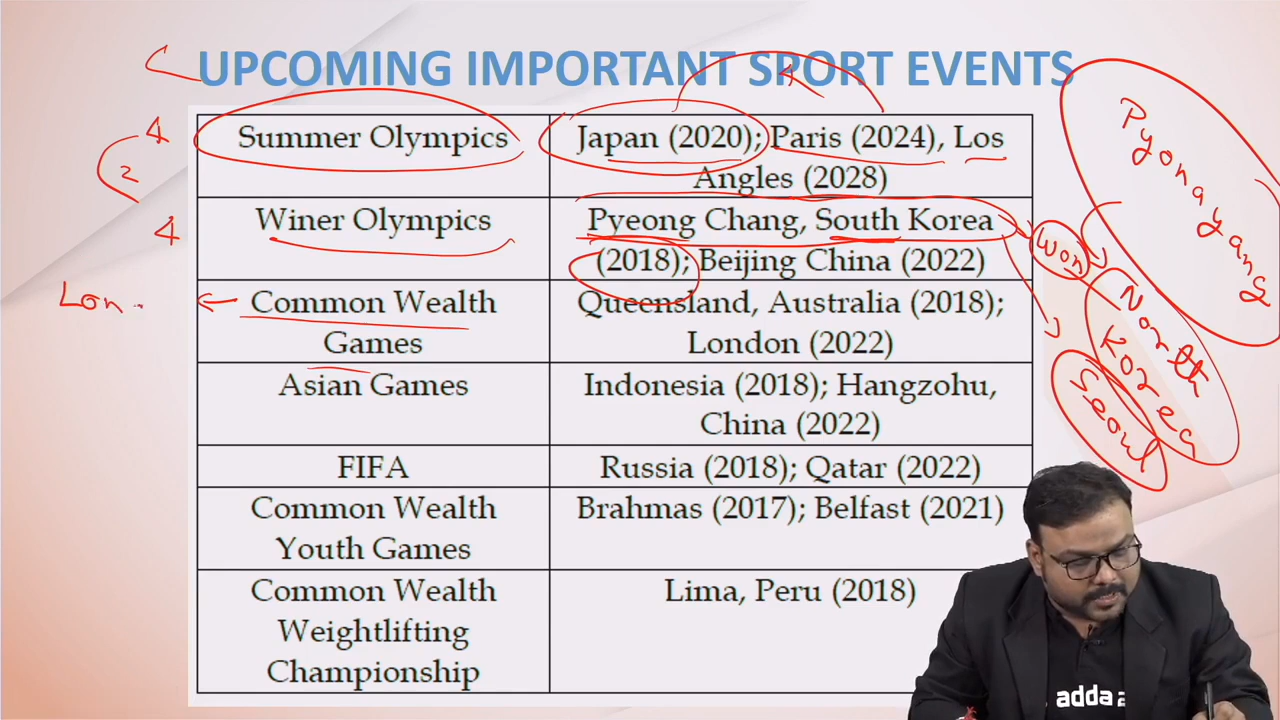 UPCOMING IMPORTANT SPORT EVENTS
4
Summer Olympics
Japan (2020); Paris (2024), Los
Angles (2028)
2
4
Winer Olympics
Pyeong Chang, South Korea
(2018); Beijing China (2022)
Lon..
Common Wealth
Games
Queensland, Australia (2018);
London (2022)
Asian Games
Indonesia (2018); Hangzohu,
China (2022)
FIFA
Russia (2018); Qatar (2022)
Common Wealth
Youth Games
Brahmas (2017); Belfast (2021)
Common Wealth
Weightlifting
Championship
Lima, Peru (2018)
Pyongyang
Won
North
Korea
Seoul
adda